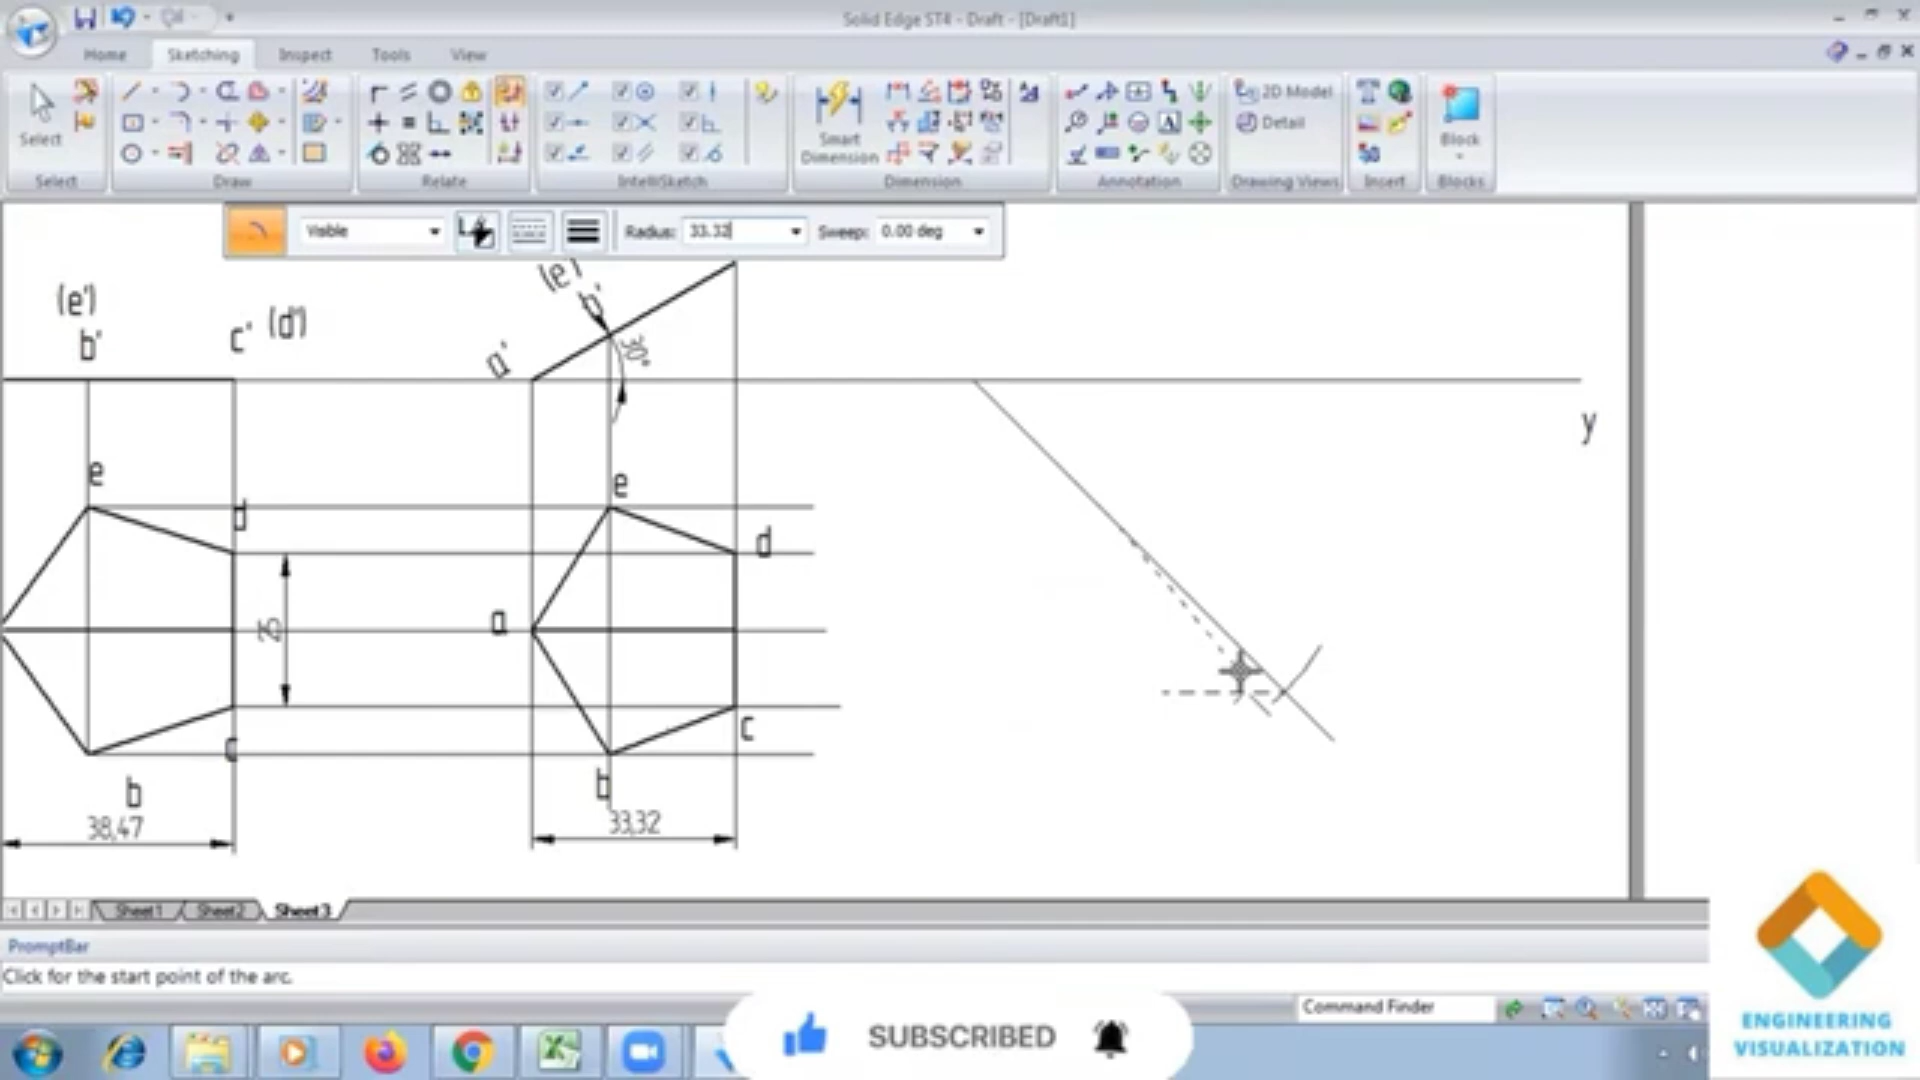 Solid Edge ST4 - Draft - [Draft1]
Home Sketching Inspect Tools View
Select
Smart Dimension
2D Model
Detail
Block
Select Draw Relate IntelliSketch Dimension Annotation Drawing Views Insert Blocks
Visible Radius: 33.32 Sweep: 0.00 deg
(e')
b'
c' (d')
(e')
b'
a'
30°
y
e
d
e
d
a
25
c
c
b
b
38,47
33,32
Sheet1 Sheet2 Sheet3
PromptBar
Click for the start point of the arc.
Command Finder
SUBSCRIBED
ENGINEERING
VISUALIZATION